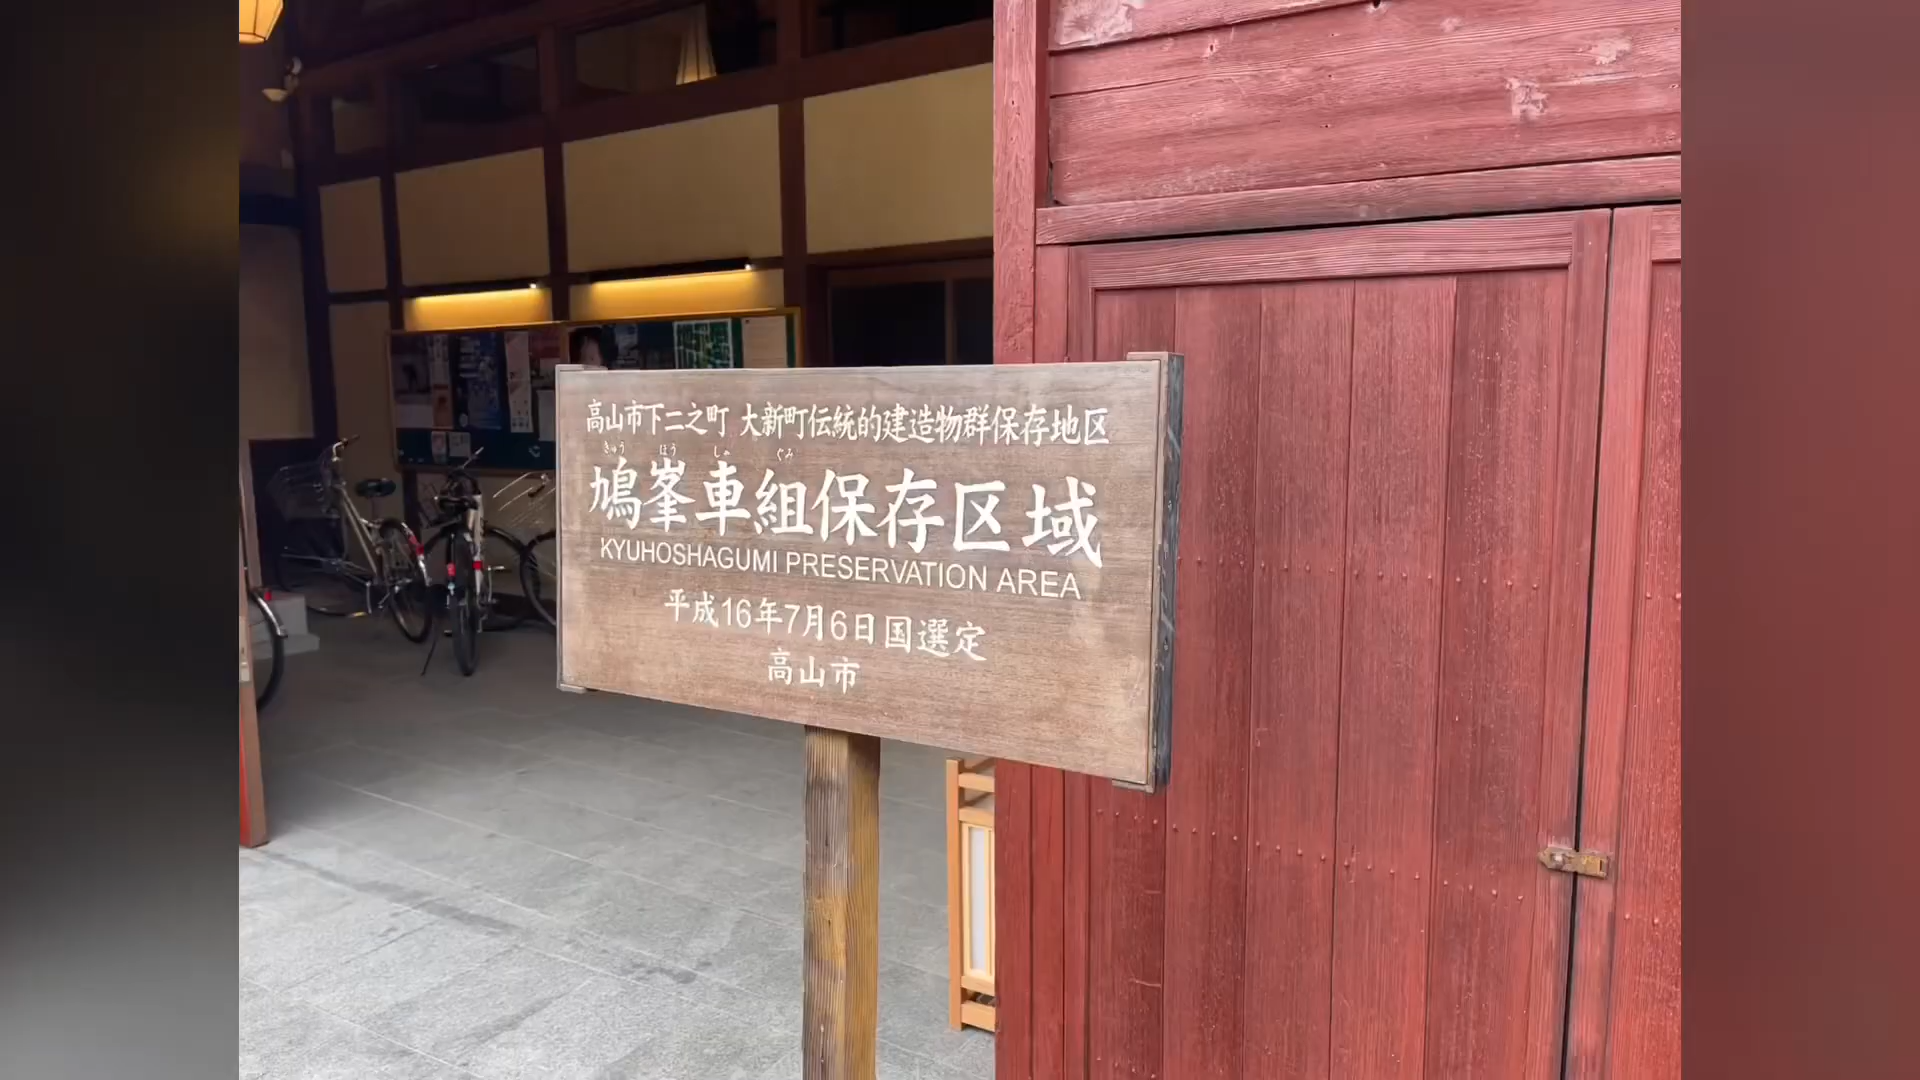 高山市下二之町 大新町伝統的建造物群保存地区
きゅう ほう しゃ ぐみ
鳩峯車組保存区域
KYUHOSHAGUMI PRESERVATION AREA
平成16年7月6日国選定
高山市